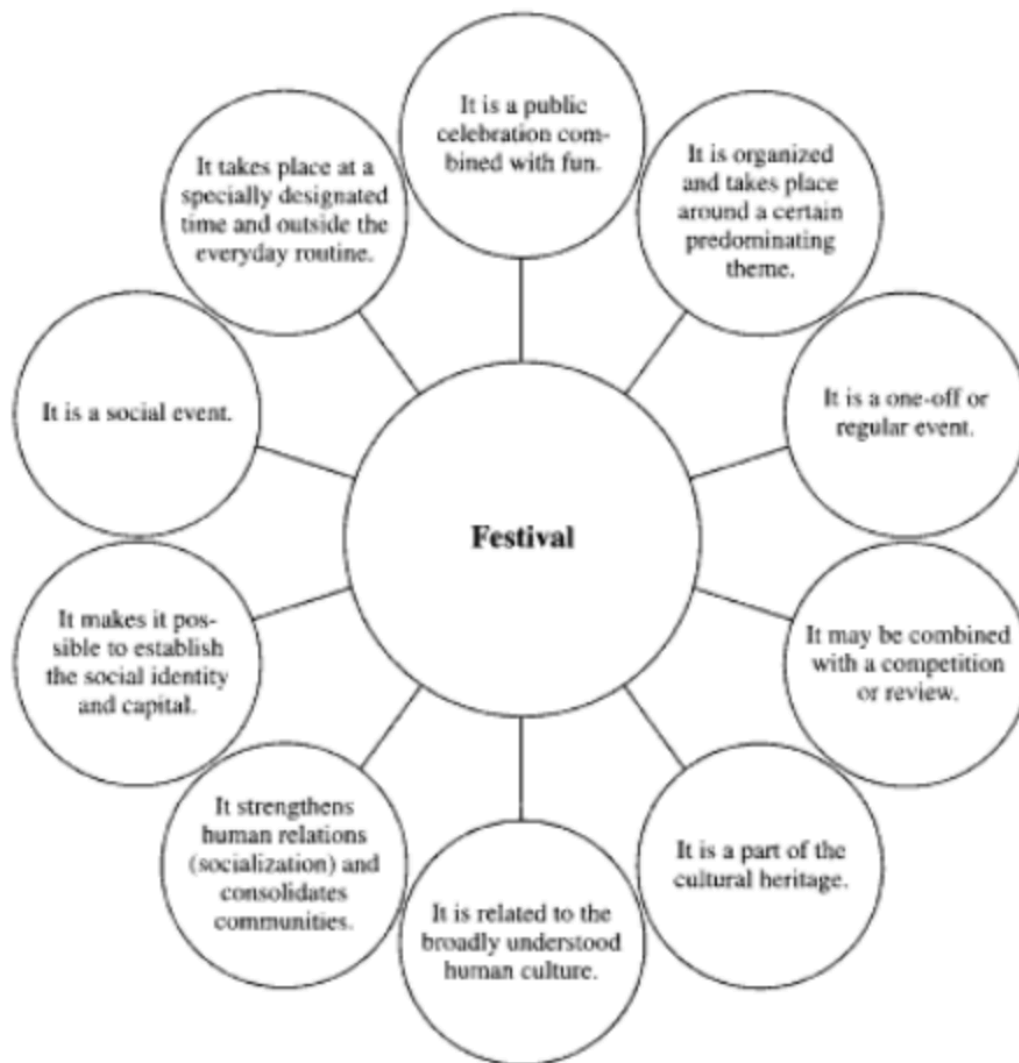 It is a public
celebration com-
bined with fun.
It is organized
and takes place
around a certain
predominating
theme.
It is a one-off or
regular event.
It may be combined
with a competition
or review.
It is a part of the
cultural heritage.
It is related to the
broadly understood
human culture.
It strengthens
human relations
(socialization) and
consolidates
communities.
It makes it pos-
sible to establish
the social identity
and capital.
It is a social event.
It takes place at a
specially designated
time and outside the
everyday routine.
Festival